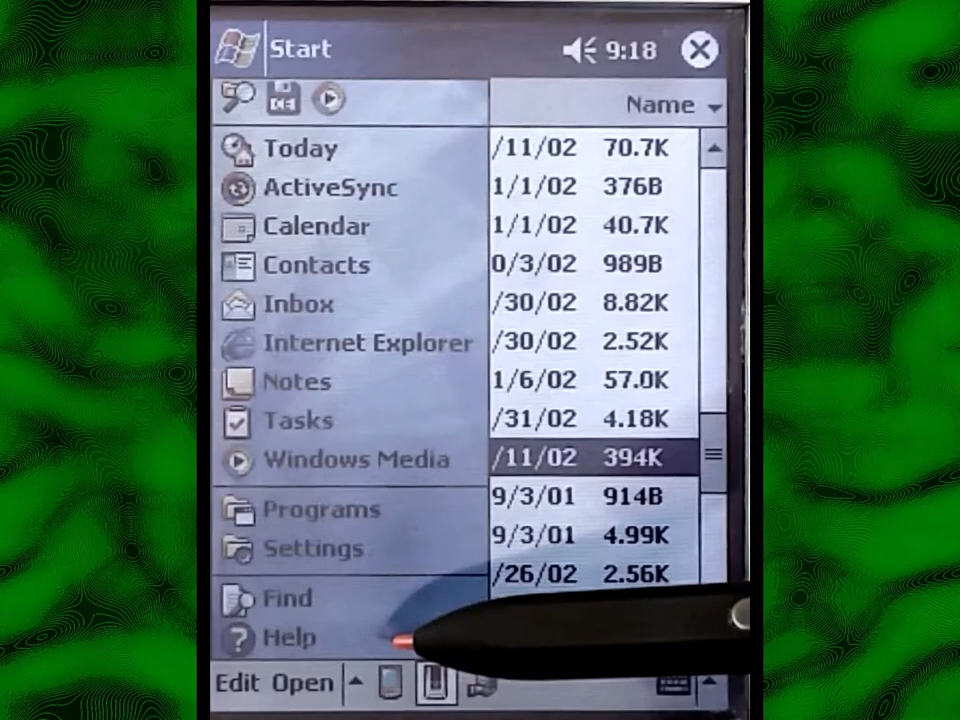 Start 9:18
CE
Name
Today /11/02 70.7K
ActiveSync 1/1/02 376B
Calendar 1/1/02 40.7K
Contacts 0/3/02 989B
Inbox /30/02 8.82K
Internet Explorer /30/02 2.52K
Notes 1/6/02 57.0K
Tasks /31/02 4.18K
Windows Media /11/02 394K
Programs 9/3/01 914B
Settings 9/3/01 4.99K
/26/02 2.56K
Find
? Help
Edit Open